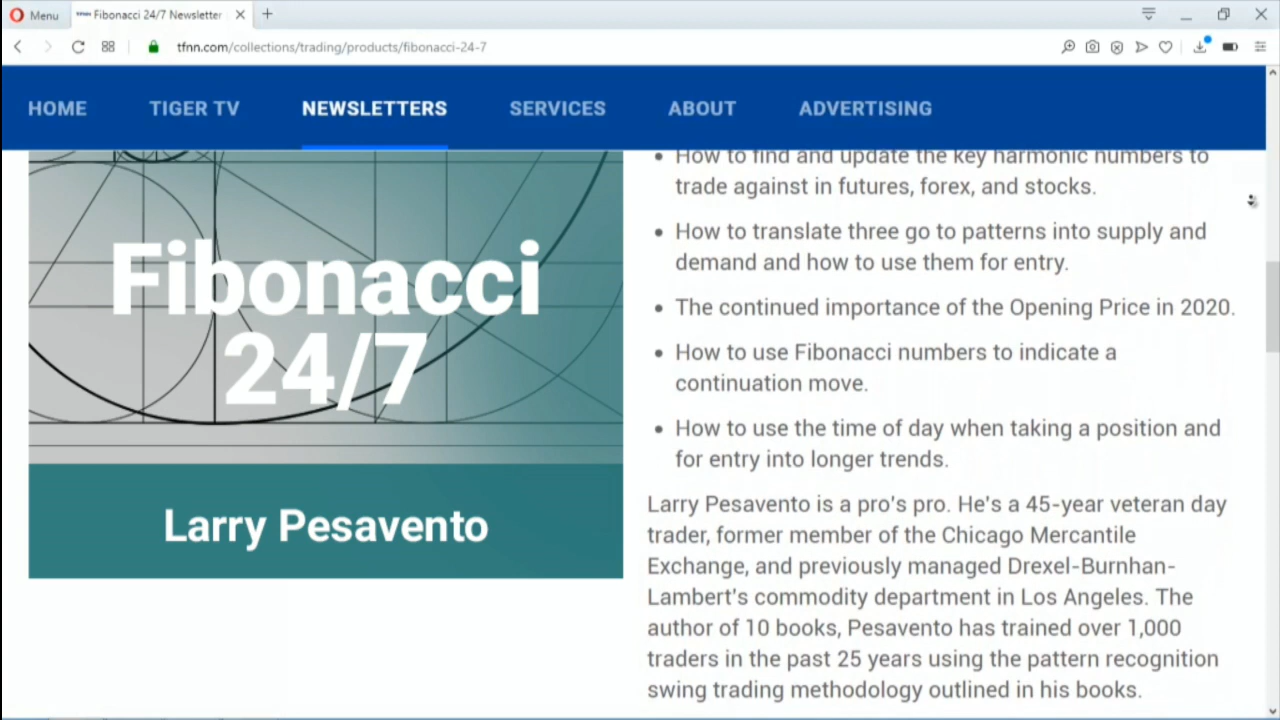 Menu
Fibonacci 24/7 Newsletter
tfnn.com/collections/trading/products/fibonacci-24-7
HOME TIGER TV NEWSLETTERS SERVICES ABOUT ADVERTISING
Fibonacci
24/7
Larry Pesavento
• How to find and update the key harmonic numbers to
trade against in futures, forex, and stocks.
• How to translate three go to patterns into supply and
demand and how to use them for entry.
• The continued importance of the Opening Price in 2020.
• How to use Fibonacci numbers to indicate a
continuation move.
• How to use the time of day when taking a position and
for entry into longer trends.
Larry Pesavento is a pro's pro. He's a 45-year veteran day
trader, former member of the Chicago Mercantile
Exchange, and previously managed Drexel-Burnhan-
Lambert's commodity department in Los Angeles. The
author of 10 books, Pesavento has trained over 1,000
traders in the past 25 years using the pattern recognition
swing trading methodology outlined in his books.